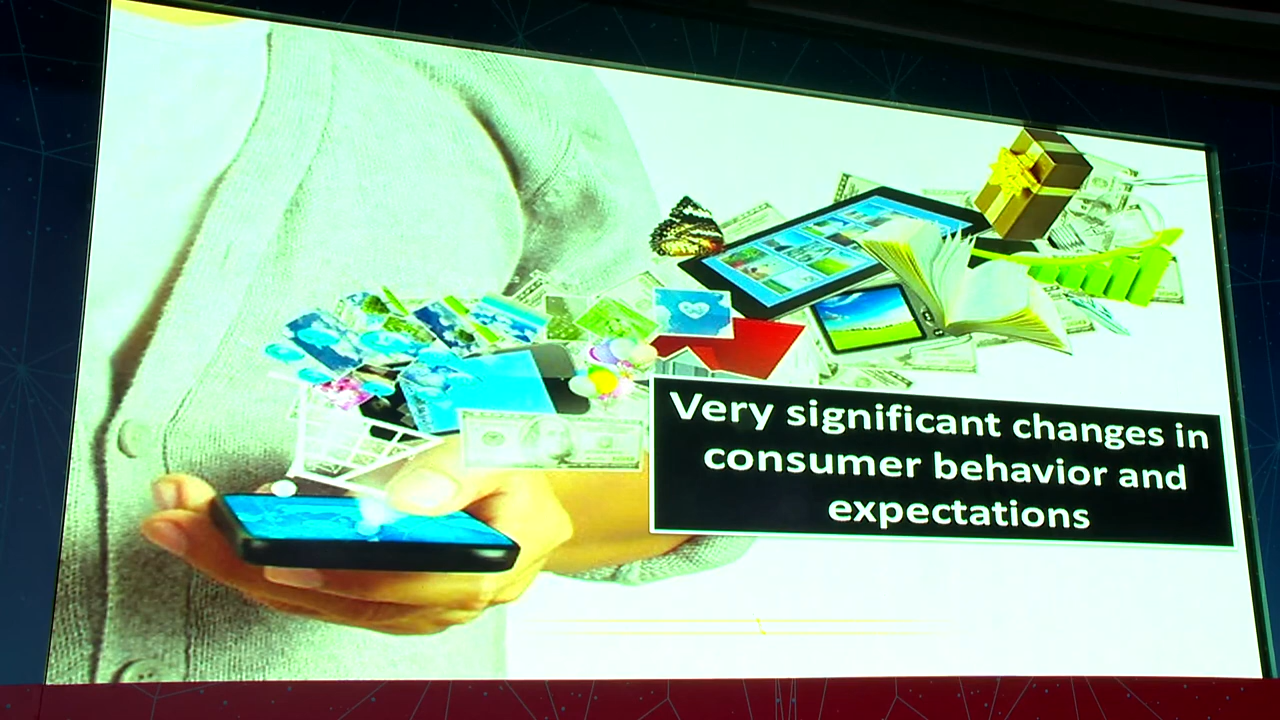 Very significant changes in
consumer behavior and
expectations